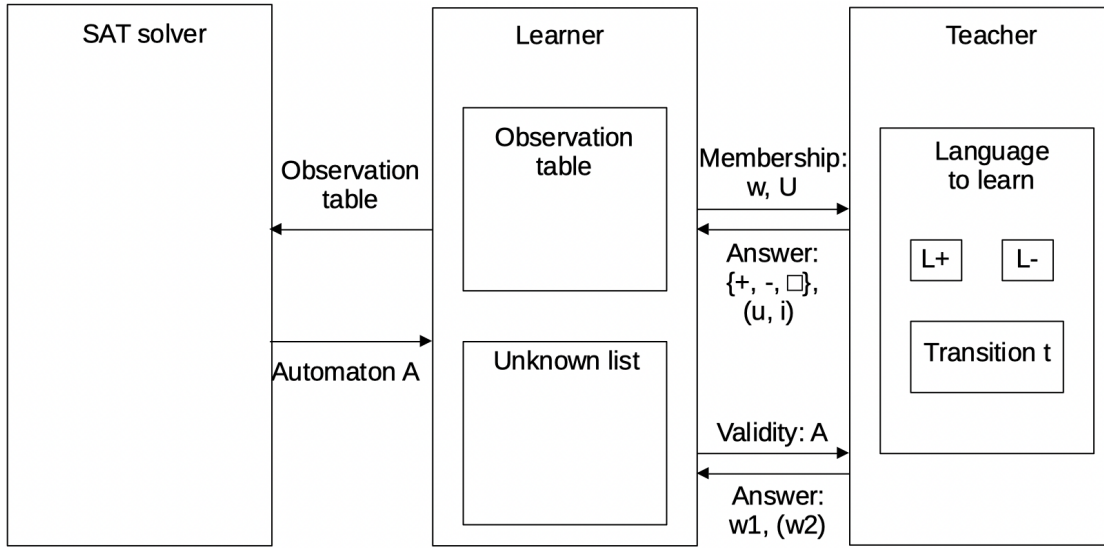 SAT solver
Observation
table
Automaton A
Learner
Observation
table
Unknown list
Membership:
w, U
Answer:
{+, -, □},
(u, i)
Validity: A
Answer:
w1, (w2)
Teacher
Language
to learn
L+
L-
Transition t